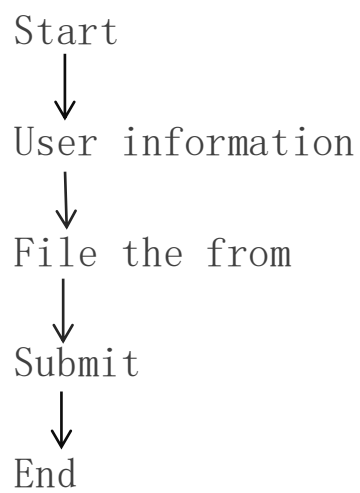 Start
User information
File the from
Submit
End